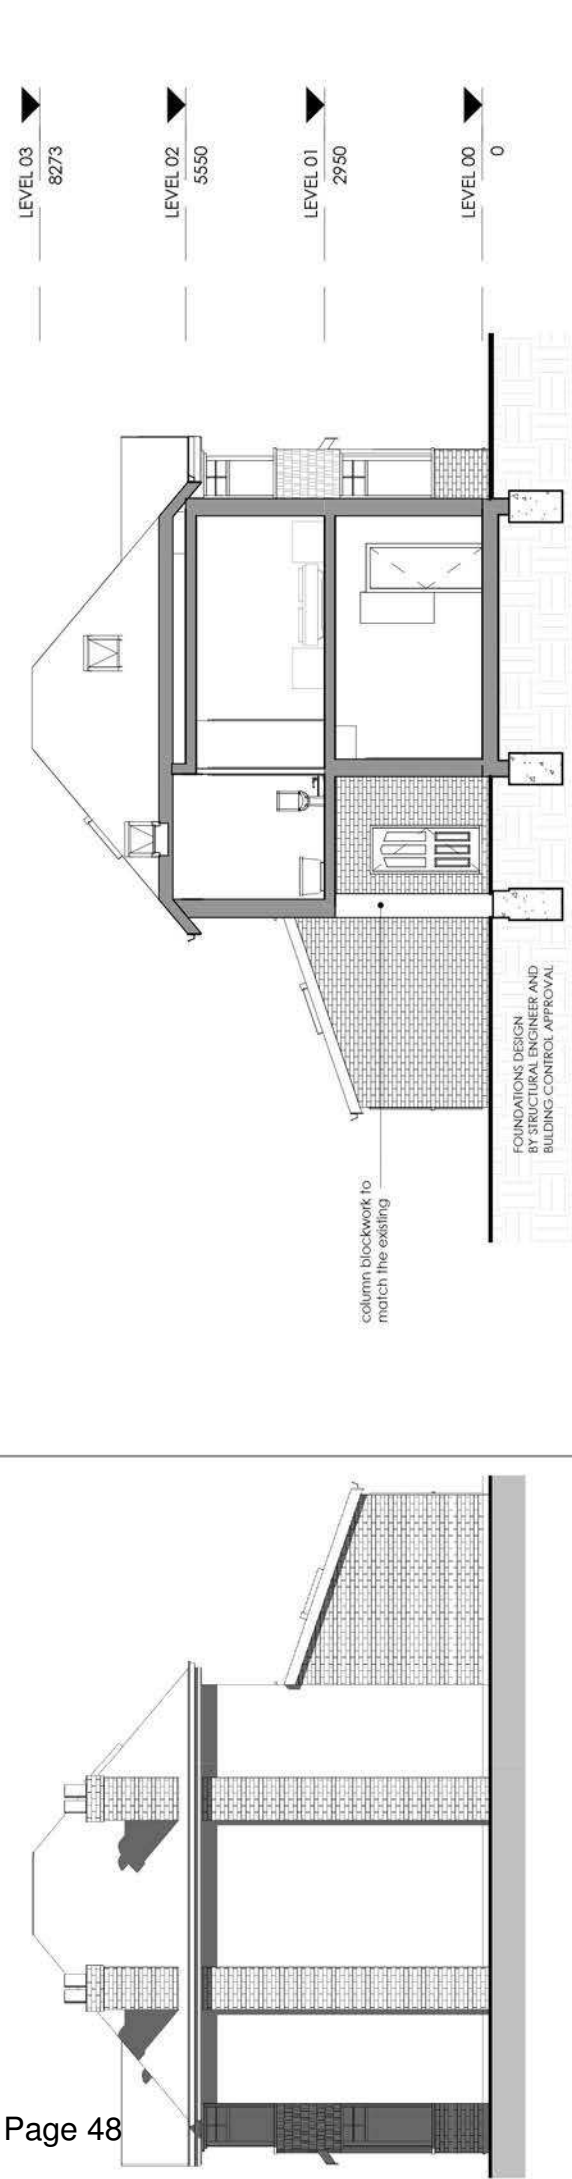 LEVEL 03
8273
LEVEL 02
5550
LEVEL 01
2950
LEVEL 00
0
column blockwork to
match the existing
FOUNDATIONS DESIGN
BY STRUCTURAL ENGINEER AND
BULDING CONTROL APPROVAL
Page 48